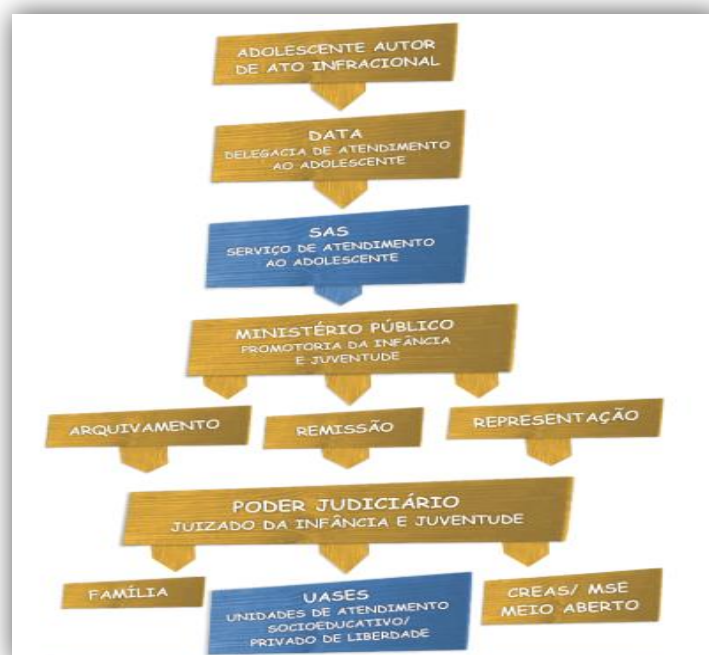 ADOLESCENTE AUTOR
DE ATO INFRACIONAL
DATA
DELEGACIA DE ATENDIMENTO
AO ADOLESCENTE
SAS
SERVIÇO DE ATENDIMENTO
AO ADOLESCENTE
MINISTÉRIO PÚBLICO
PROMOTORIA DA INFÂNCIA
E JUVENTUDE
ARQUIVAMENTO
REMISSÃO
REPRESENTAÇÃO
PODER JUDICIÁRIO
JUIZADO DA INFÂNCIA E JUVENTUDE
FAMÍLIA
UASES
UNIDADES DE ATENDIMENTO
SOCIOEDUCATIVO/
PRIVADO DE LIBERDADE
CREAS/ MSE
MEIO ABERTO